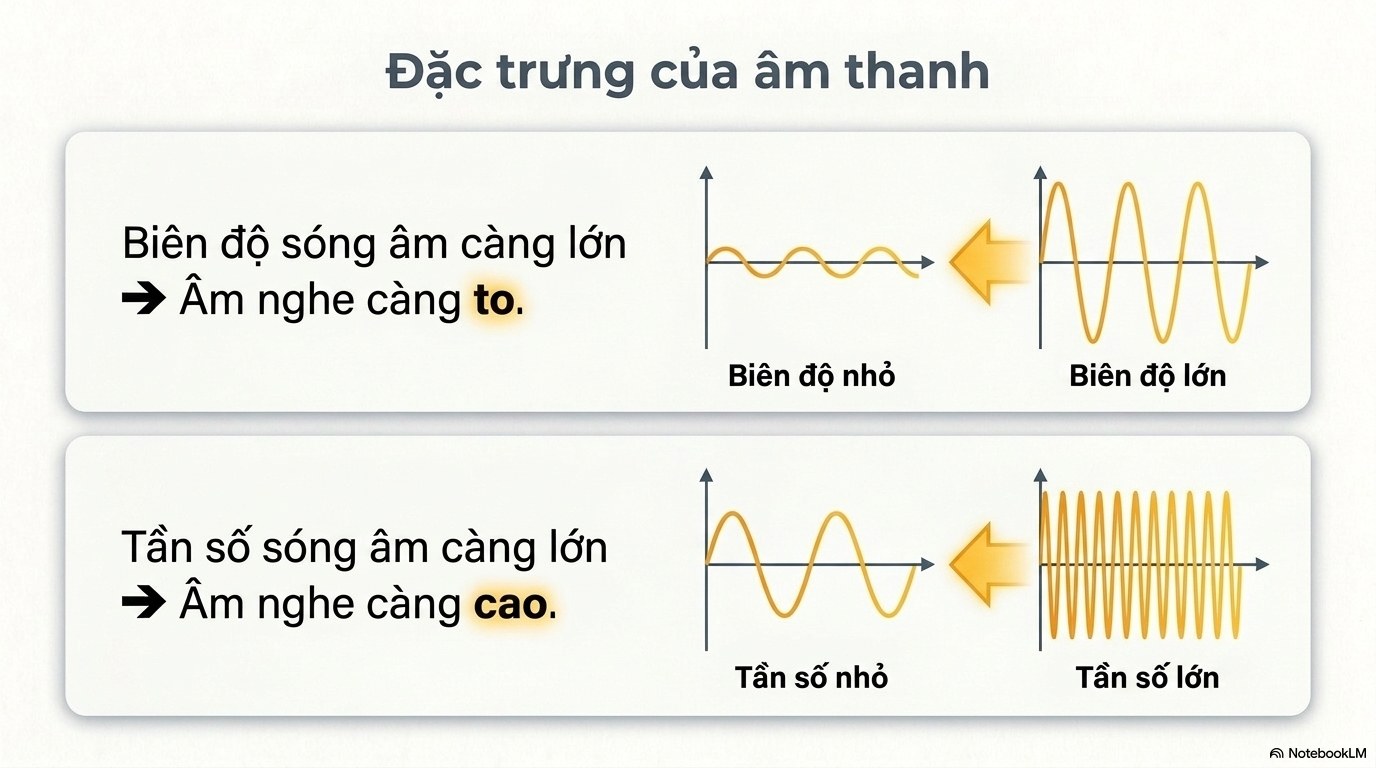 Đặc trưng của âm thanh
Biên độ sóng âm càng lớn
➔ Âm nghe càng to.
Biên độ nhỏ
Biên độ lớn
Tần số sóng âm càng lớn
➔ Âm nghe càng cao.
Tần số nhỏ
Tần số lớn
NotebookLM